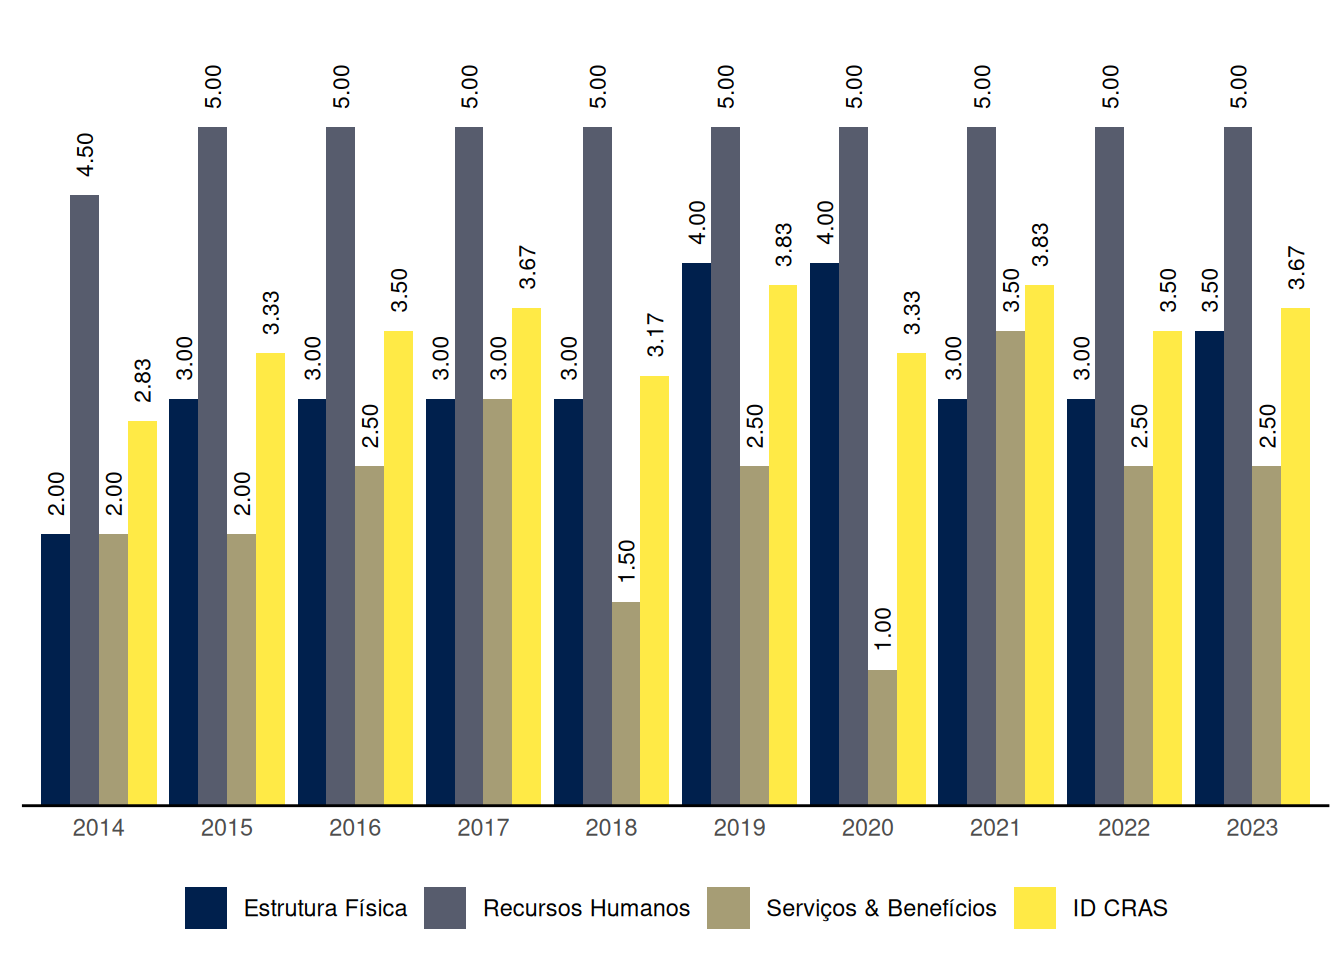 5.00 5.00 5.00 5.00 5.00 5.00 5.00 5.00 5.00
4.50
4.00 4.00
3.83 3.83
3.67 3.50 3.50 3.50 3.67
3.33 3.50 3.33
3.00 3.00 3.00 3.00 3.00 3.17 3.00 3.00
2.83
2.50 2.50 2.50 2.50
2.00 2.00 2.00
1.50
1.00
2014 2015 2016 2017 2018 2019 2020 2021 2022 2023
Estrutura Física Recursos Humanos Serviços & Benefícios ID CRAS